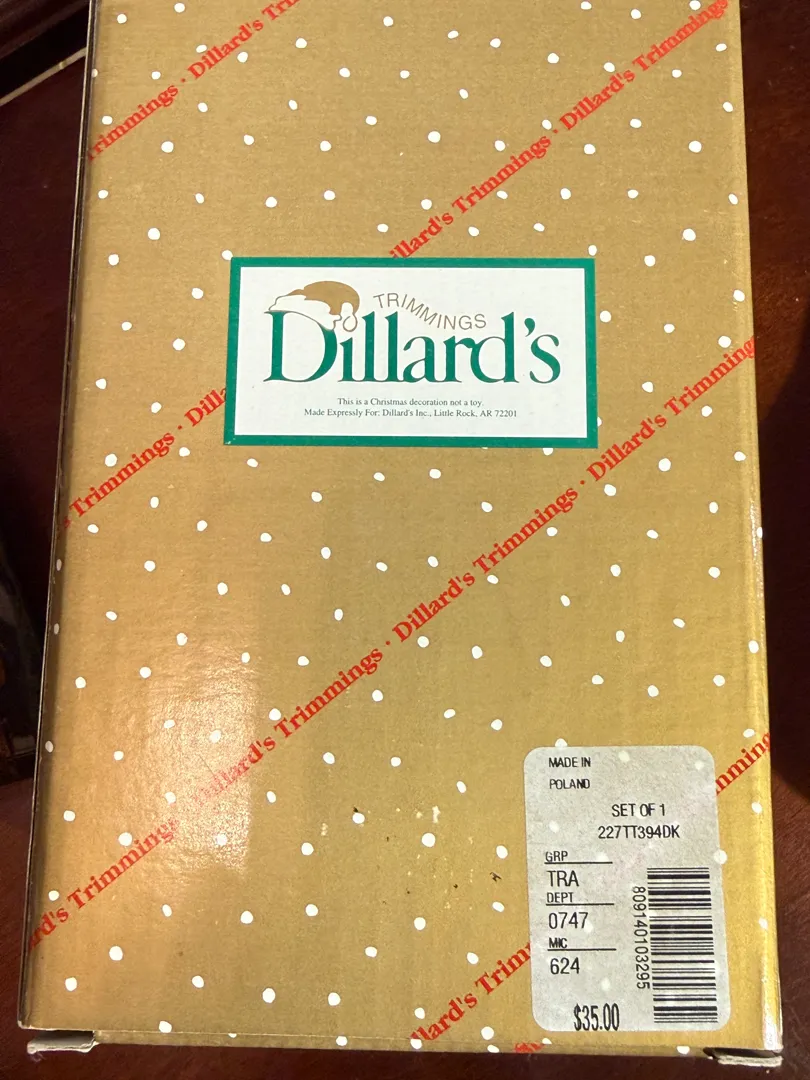 Dillard's Trimmings
Trimmings · Dillard's Trimmings
Dillard's Trimmings
TRIMMINGS
Dillard's
This is a Christmas decoration not a toy.
Made Expressly For: Dillard's Inc., Little Rock, AR 72201
Trimmings · Dillard's Trimmings · Dillard's Trimmings
Dillard's Trimmings · Dillard's Trimmings
MADE IN
POLAND
SET OF 1
227TT394DK
GRP
TRA
DEPT
0747
MIC
624
809140103295
$35.00